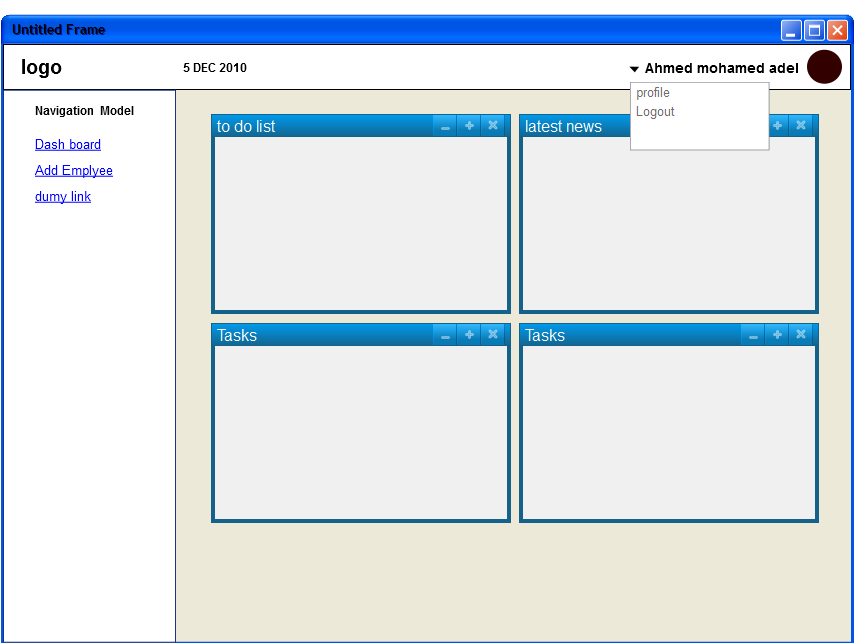 Untitled Frame
logo
5 DEC 2010
Ahmed mohamed adel
profile
Logout
Navigation Model
Dash board
Add Emplyee
dumy link
to do list
latest news
Tasks
Tasks